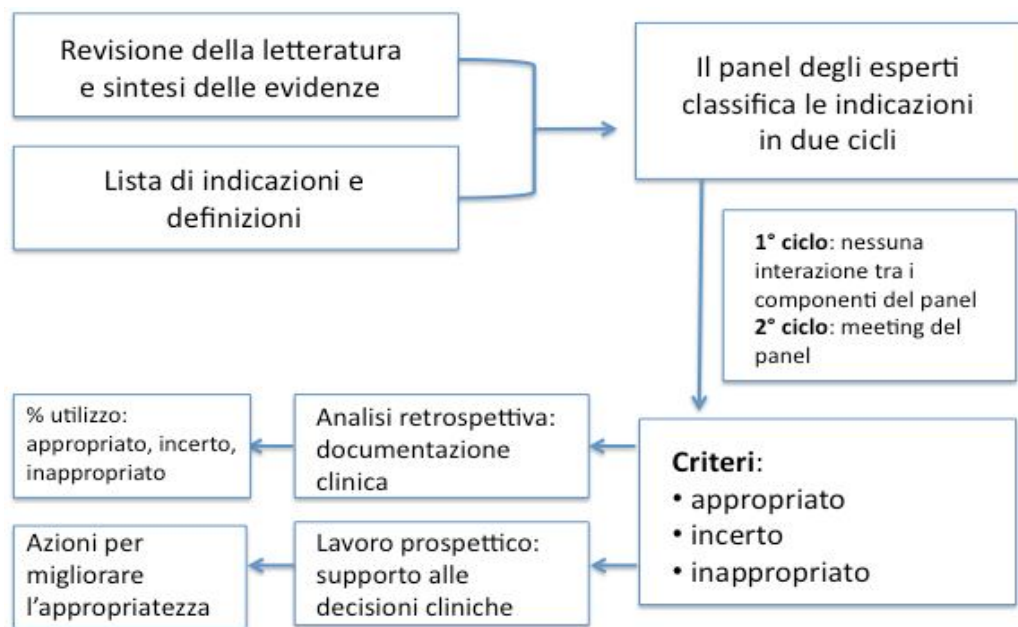 Revisione della letteratura
e sintesi delle evidenze
Lista di indicazioni e
definizioni
Il panel degli esperti
classifica le indicazioni
in due cicli
1° ciclo: nessuna
interazione tra i
componenti del panel
2° ciclo: meeting del
panel
Criteri:
• appropriato
• incerto
• inappropriato
Analisi retrospettiva:
documentazione
clinica
% utilizzo:
appropriato, incerto,
inappropriato
Lavoro prospettico:
supporto alle
decisioni cliniche
Azioni per
migliorare
l’appropriatezza